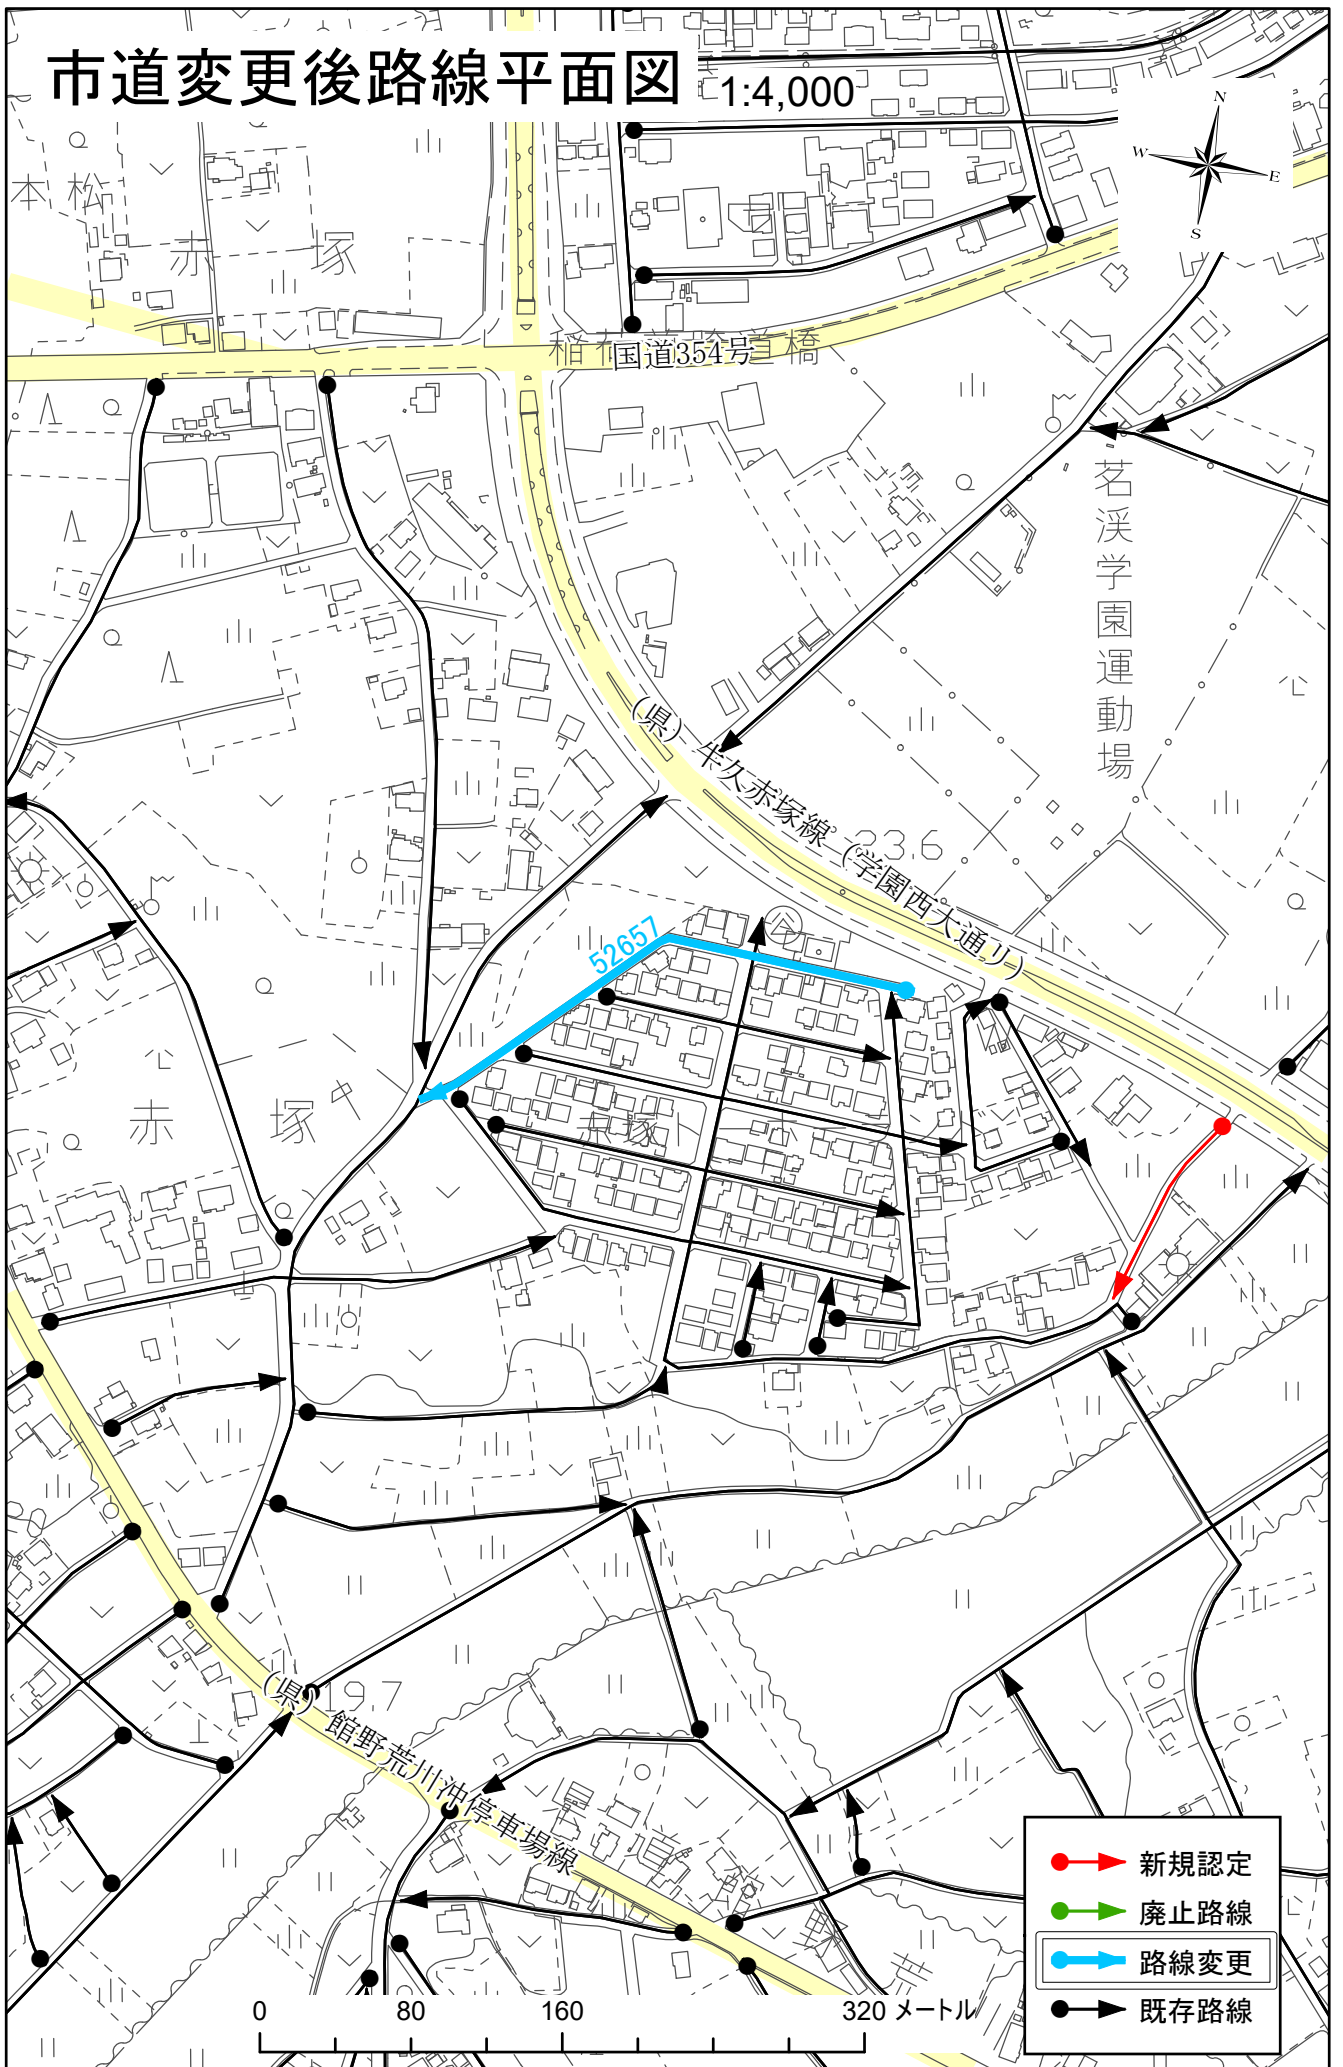 市道変更後路線平面図 1:4,000
N
W
E
S
本松
赤塚
国道354号
茗渓学園運動場
(県) 牛久赤塚線 (学園西大通り)
23.6
52657
赤塚
19.7
(県) 館野荒川沖停車場線
新規認定
廃止路線
路線変更
既存路線
0 80 160 320 メートル